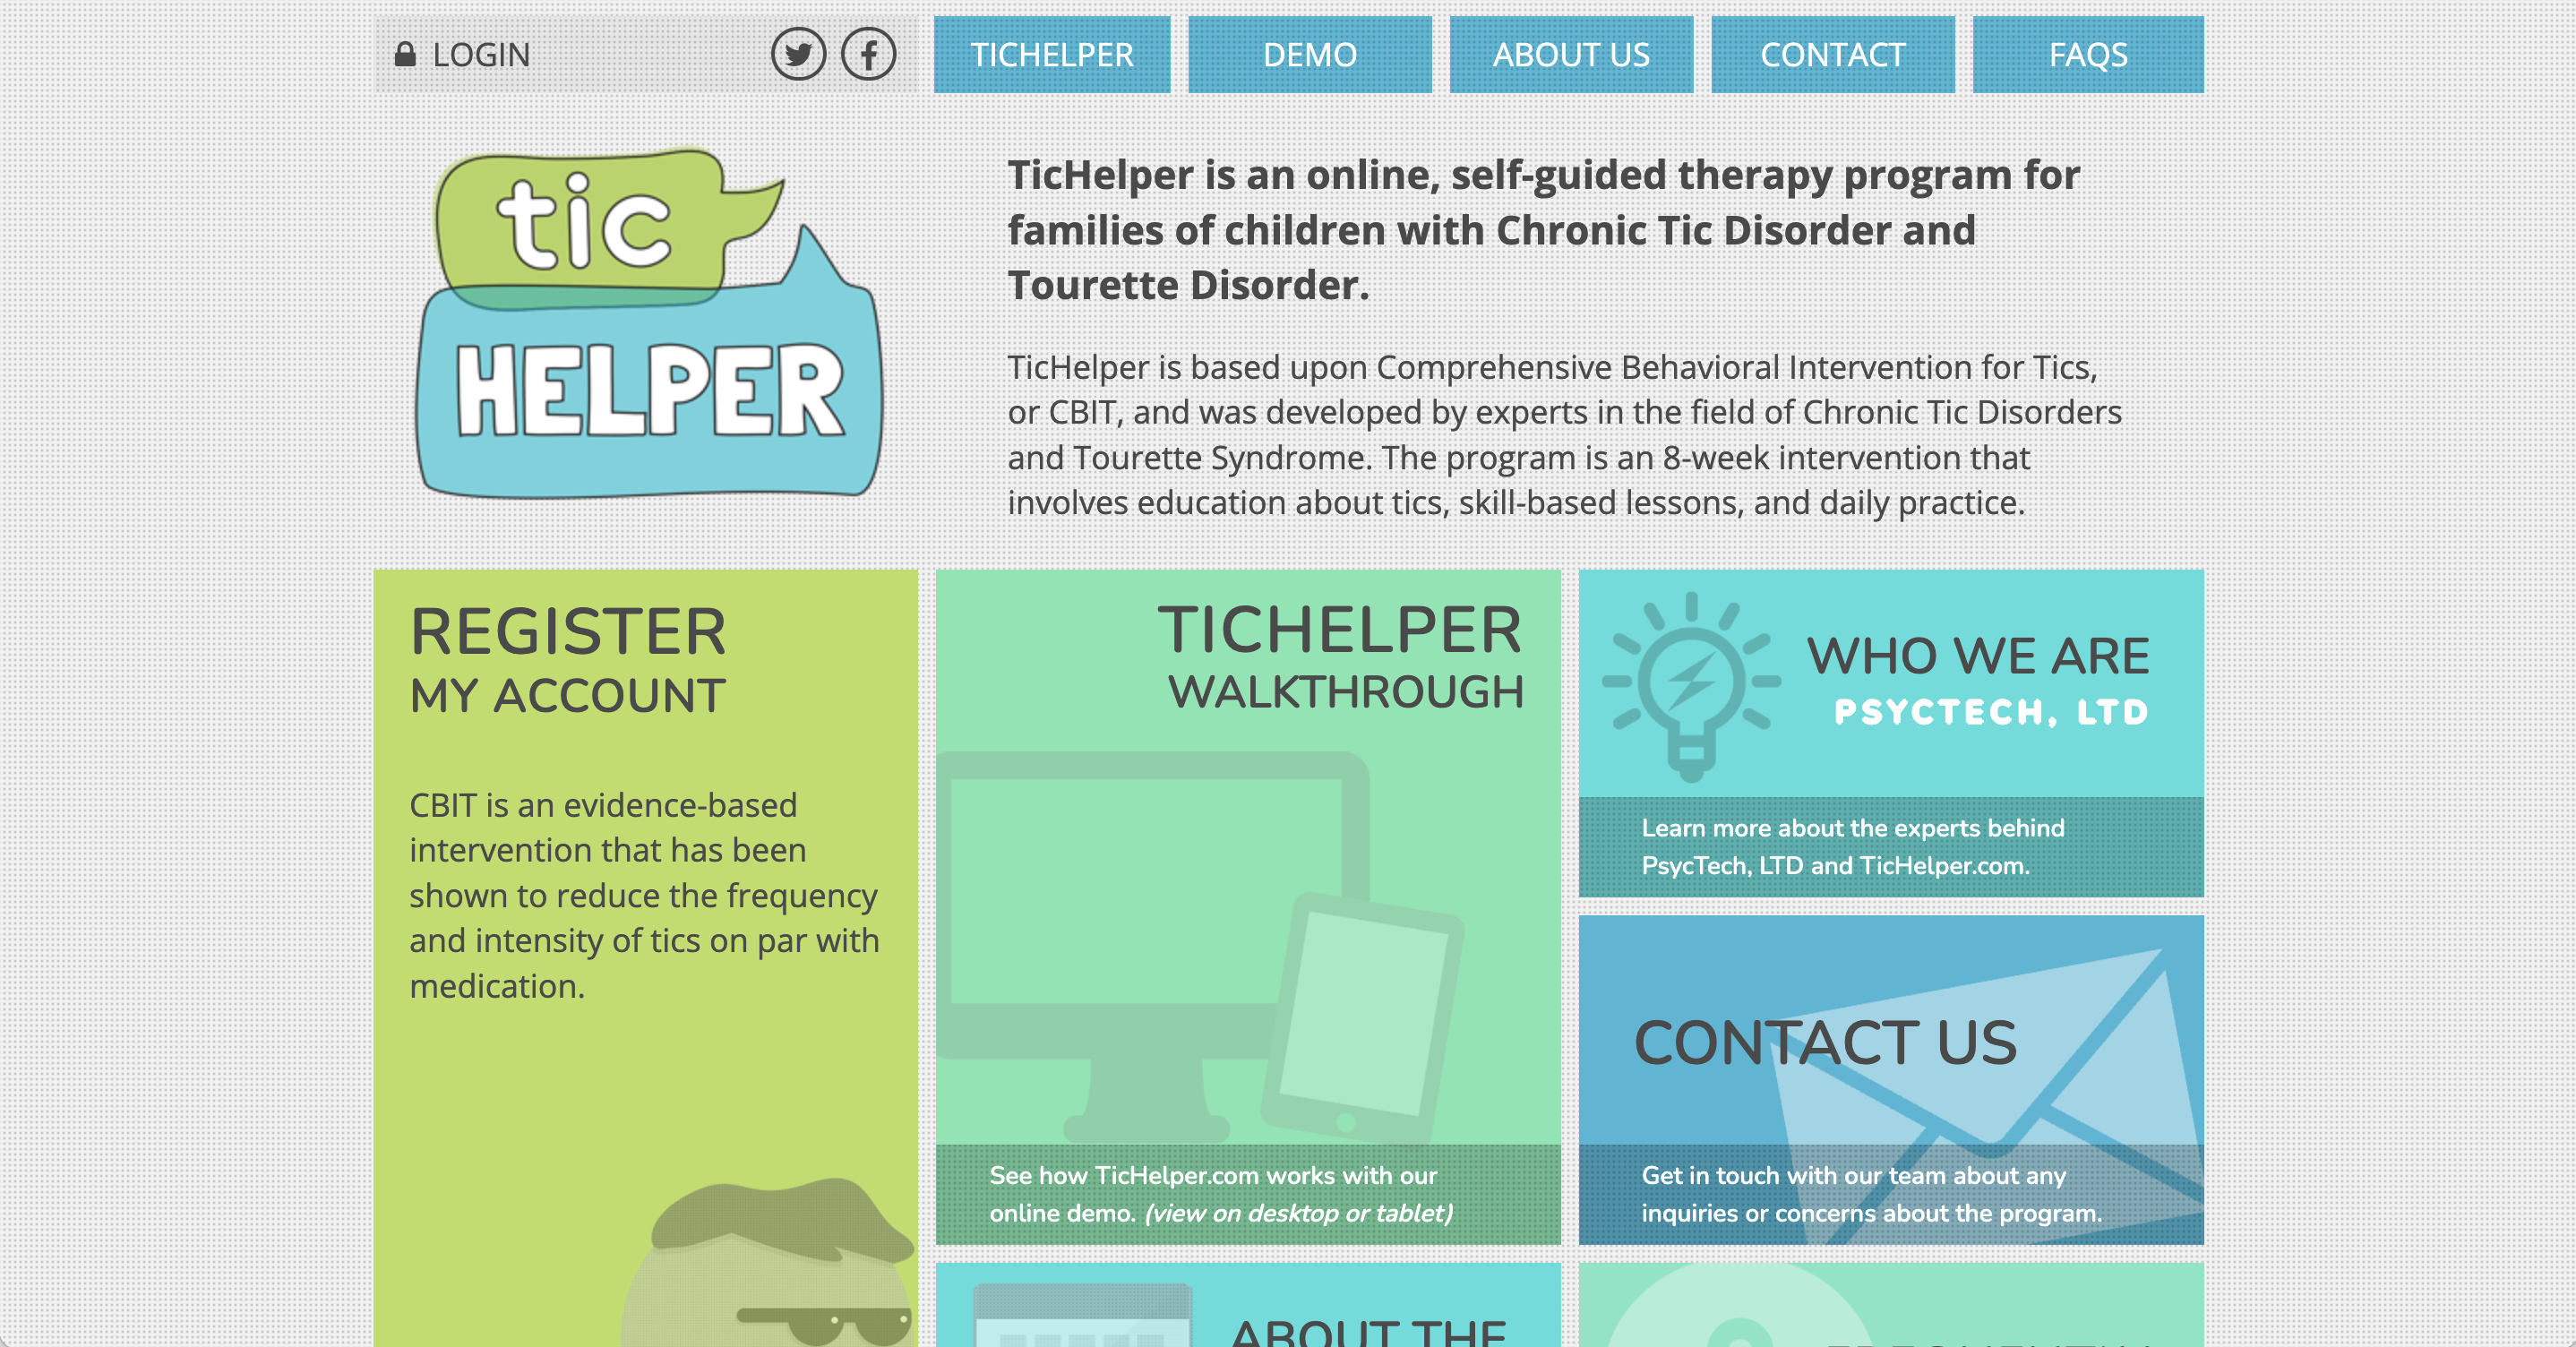 LOGIN
TICHELPER
DEMO
ABOUT US
CONTACT
FAQS
tic
HELPER
TicHelper is an online, self-guided therapy program for
families of children with Chronic Tic Disorder and
Tourette Disorder.
TicHelper is based upon Comprehensive Behavioral Intervention for Tics,
or CBIT, and was developed by experts in the field of Chronic Tic Disorders
and Tourette Syndrome. The program is an 8-week intervention that
involves education about tics, skill-based lessons, and daily practice.
REGISTER
MY ACCOUNT
CBIT is an evidence-based
intervention that has been
shown to reduce the frequency
and intensity of tics on par with
medication.
TICHELPER
WALKTHROUGH
See how TicHelper.com works with our
online demo. (view on desktop or tablet)
WHO WE ARE
PSYCTECH, LTD
Learn more about the experts behind
PsycTech, LTD and TicHelper.com.
CONTACT US
Get in touch with our team about any
inquiries or concerns about the program.
ABOUT THE